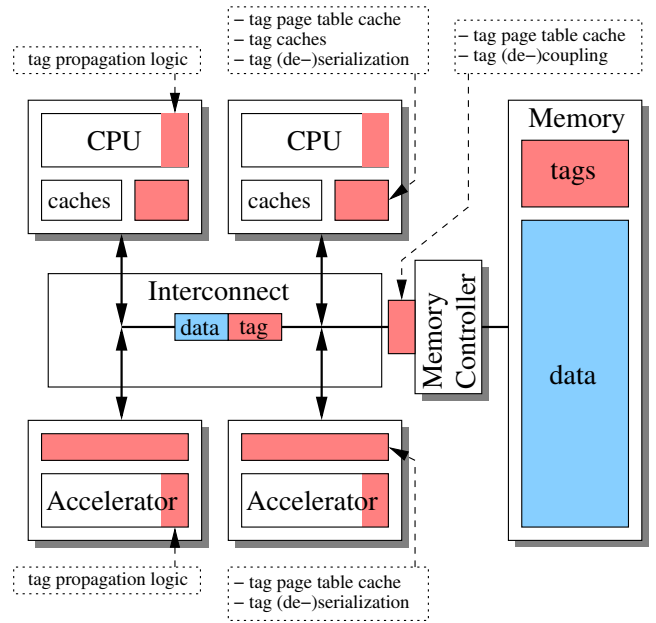 − tag page table cache
− tag caches
− tag (de−)serialization
− tag page table cache
− tag (de−)coupling
tag propagation logic
CPU
caches
CPU
caches
Memory
tags
data
Interconnect
data
tag
Memory
Controller
Accelerator
Accelerator
tag propagation logic
− tag page table cache
− tag (de−)serialization